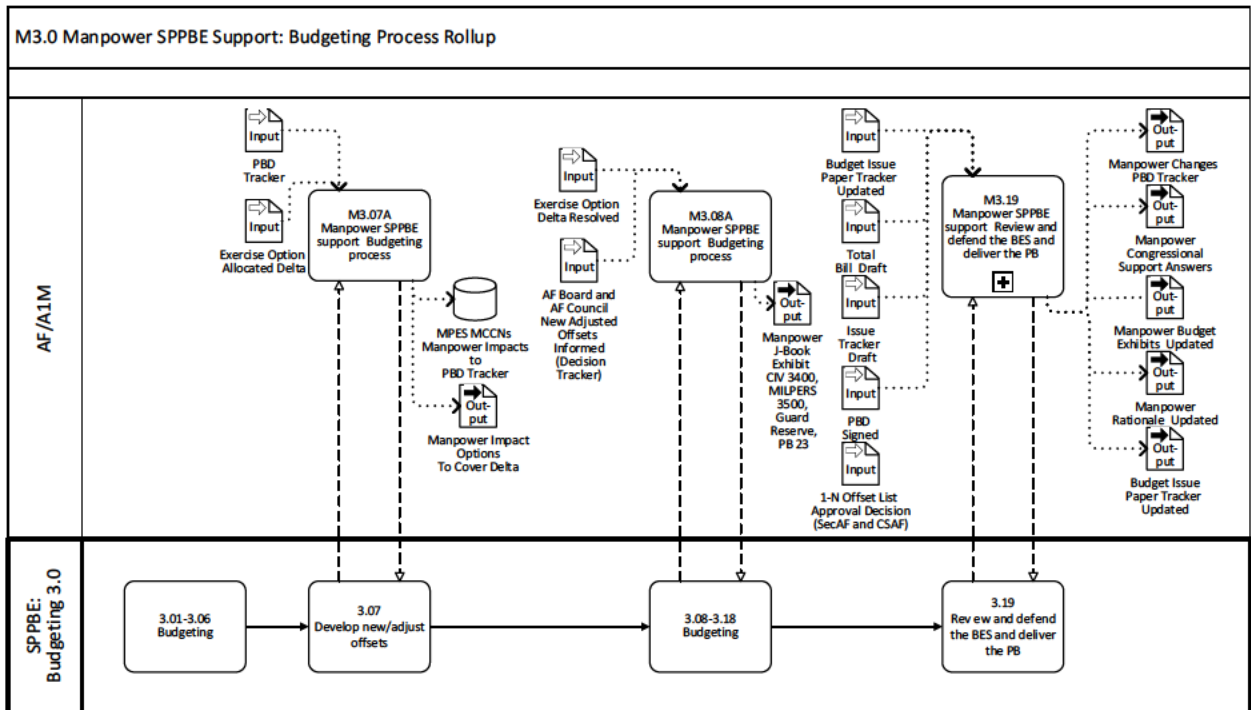 M3.0 Manpower SPPBE Support: Budgeting Process Rollup
AF/A1M
Input
PBD
Tracker
Input
Exercise Option
Allocated Delta
M3.07A
Manpower SPPBE
support Budgeting
process
MPES MCCNs
Manpower Impacts
to
PBD Tracker
Out-
put
Manpower Impact
Options
To Cover Delta
Input
Exercise Option
Delta Resolved
Input
AF Board and
AF Council
New Adjusted
Offsets
Informed
(Decision
Tracker)
M3.08A
Manpower SPPBE
support Budgeting
process
Out-
put
Manpower
J-Book
Exhibit
CIV 3400,
MILPERS
3500,
Guard
Reserve,
PB 23
Input
Budget Issue
Paper Tracker
Updated
Input
Total
Bill Draft
Input
Issue
Tracker
Draft
Input
PBD
Signed
Input
1-N Offset List
Approval Decision
(SecAF and CSAF)
M3.19
Manpower SPPBE
support Review and
defend the BES and
deliver the PB
Out-
put
Manpower Changes
PBD Tracker
Out-
put
Manpower
Congressional
Support Answers
Out-
put
Manpower Budget
Exhibits Updated
Out-
put
Manpower
Rationale Updated
Out-
put
Budget Issue
Paper Tracker
Updated
SPPBE:
Budgeting 3.0
3.01-3.06
Budgeting
3.07
Develop new/adjust
offsets
3.08-3.18
Budgeting
3.19
Review and defend
the BES and deliver
the PB